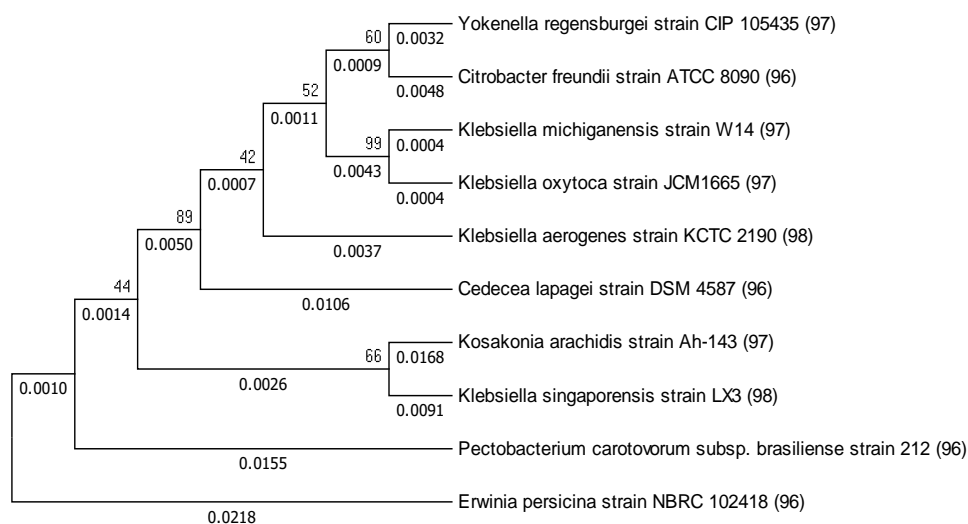 60
0.0032
Yokenella regensburgei strain CIP 105435 (97)
0.0009
52
0.0048
Citrobacter freundii strain ATCC 8090 (96)
0.0011
99
0.0004
Klebsiella michiganensis strain W14 (97)
42
0.0043
0.0007
0.0004
Klebsiella oxytoca strain JCM1665 (97)
89
0.0050
0.0037
Klebsiella aerogenes strain KCTC 2190 (98)
44
0.0106
Cedecea lapagei strain DSM 4587 (96)
0.0014
66
0.0168
Kosakonia arachidis strain Ah-143 (97)
0.0026
0.0010
0.0091
Klebsiella singaporensis strain LX3 (98)
0.0155
Pectobacterium carotovorum subsp. brasiliense strain 212 (96)
0.0218
Erwinia persicina strain NBRC 102418 (96)